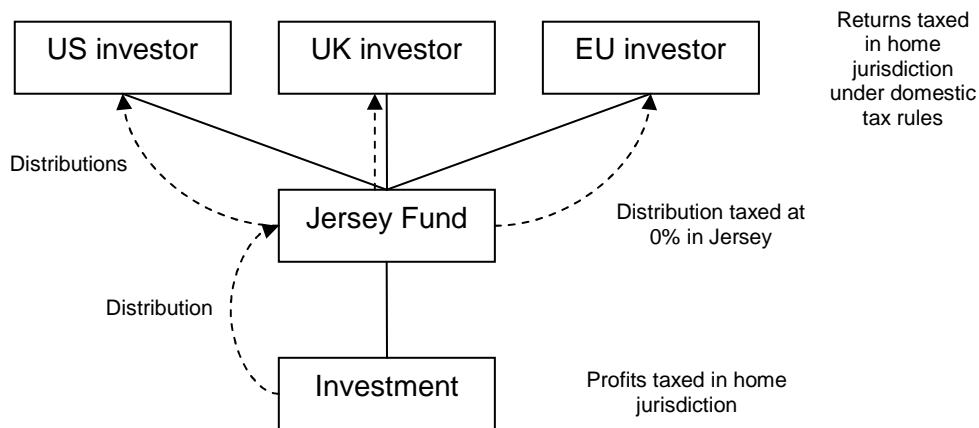 US investor
UK investor
EU investor
Returns taxed
in home
jurisdiction
under domestic
tax rules
Distributions
Jersey Fund
Distribution taxed at
0% in Jersey
Distribution
Investment
Profits taxed in home
jurisdiction